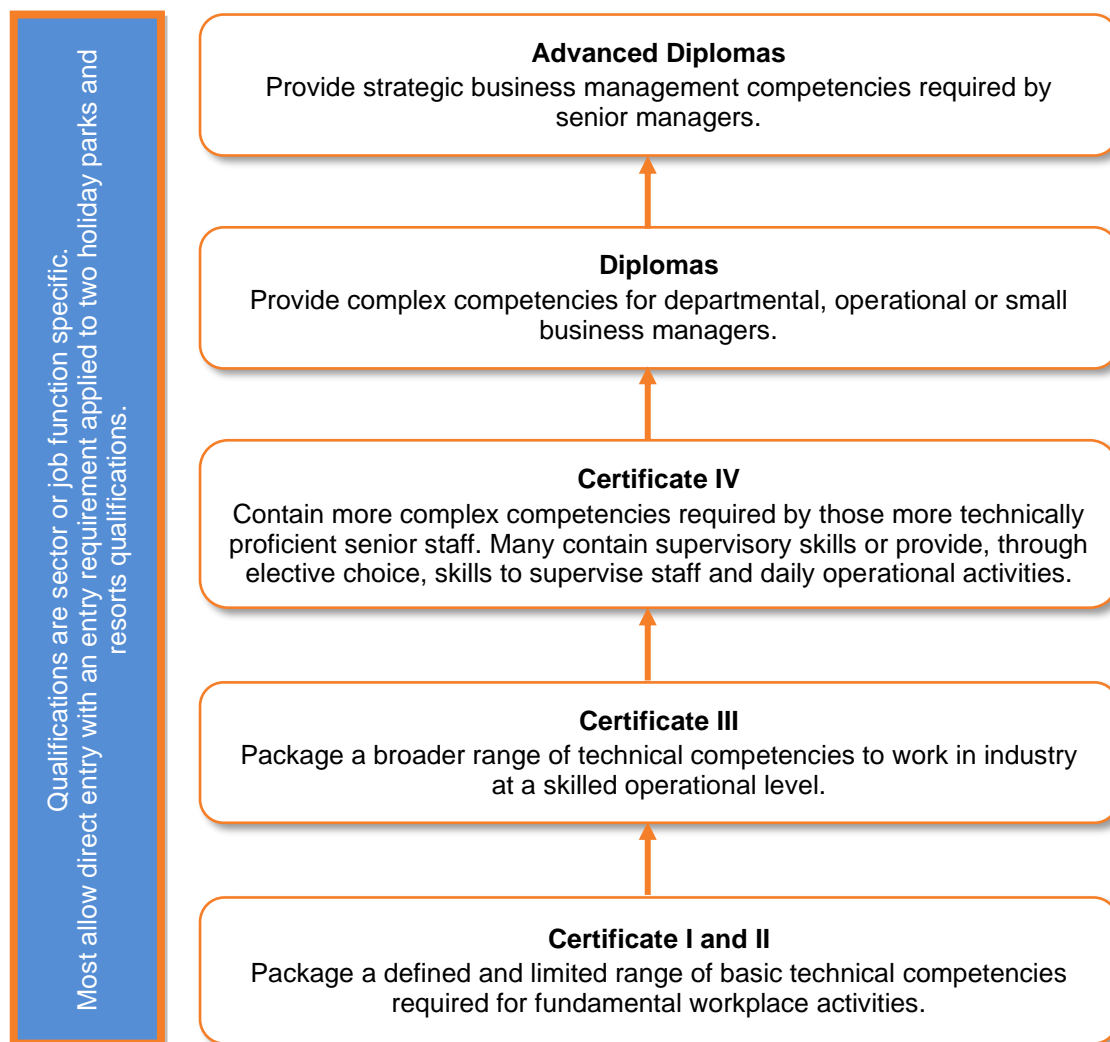 Qualifications are sector or job function specific.
Most allow direct entry with an entry requirement applied to two holiday parks and
resorts qualifications.
Advanced Diplomas
Provide strategic business management competencies required by
senior managers.
Diplomas
Provide complex competencies for departmental, operational or small
business managers.
Certificate IV
Contain more complex competencies required by those more technically
proficient senior staff. Many contain supervisory skills or provide, through
elective choice, skills to supervise staff and daily operational activities.
Certificate III
Package a broader range of technical competencies to work in industry
at a skilled operational level.
Certificate I and II
Package a defined and limited range of basic technical competencies
required for fundamental workplace activities.